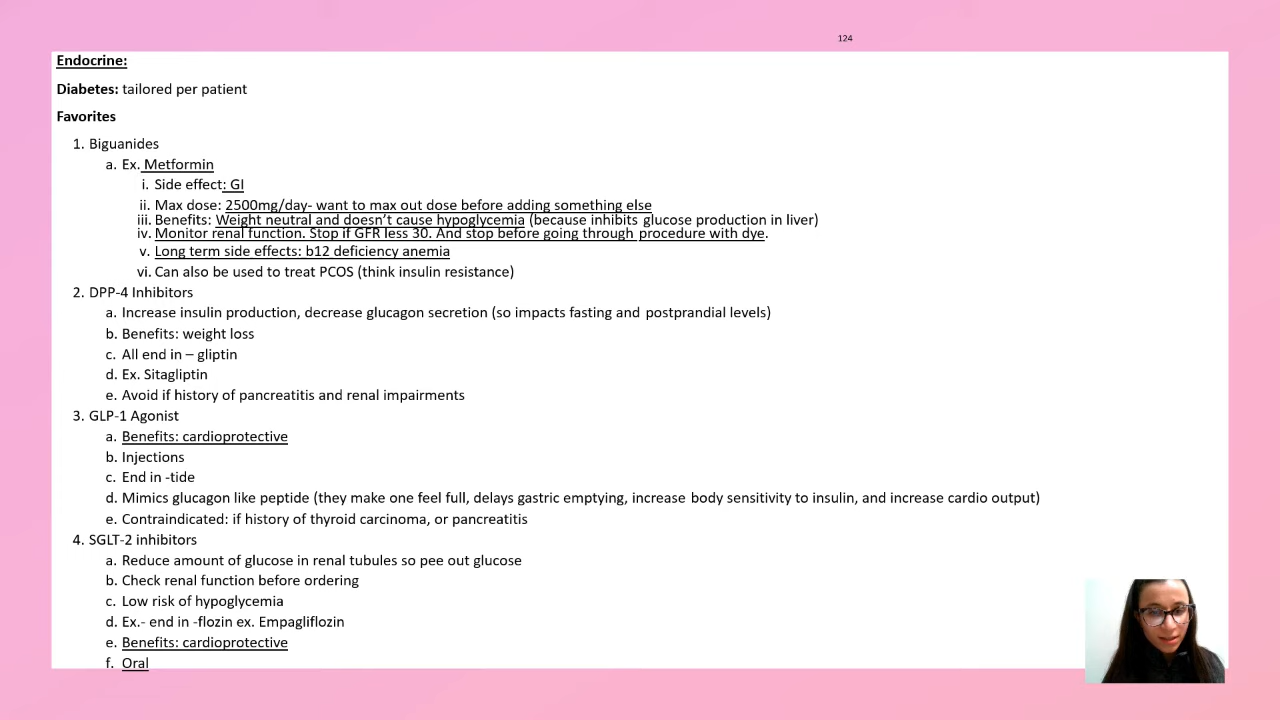 124
Endocrine:
Diabetes: tailored per patient
Favorites
1. Biguanides
a. Ex. Metformin
i. Side effect: GI
ii. Max dose: 2500mg/day- want to max out dose before adding something else
iii. Benefits: Weight neutral and doesn't cause hypoglycemia (because inhibits glucose production in liver)
iv. Monitor renal function. Stop if GFR less 30. And stop before going through procedure with dye.
v. Long term side effects: b12 deficiency anemia
vi. Can also be used to treat PCOS (think insulin resistance)
2. DPP-4 Inhibitors
a. Increase insulin production, decrease glucagon secretion (so impacts fasting and postprandial levels)
b. Benefits: weight loss
c. All end in – gliptin
d. Ex. Sitagliptin
e. Avoid if history of pancreatitis and renal impairments
3. GLP-1 Agonist
a. Benefits: cardioprotective
b. Injections
c. End in -tide
d. Mimics glucagon like peptide (they make one feel full, delays gastric emptying, increase body sensitivity to insulin, and increase cardio output)
e. Contraindicated: if history of thyroid carcinoma, or pancreatitis
4. SGLT-2 inhibitors
a. Reduce amount of glucose in renal tubules so pee out glucose
b. Check renal function before ordering
c. Low risk of hypoglycemia
d. Ex.- end in -flozin ex. Empagliflozin
e. Benefits: cardioprotective
f. Oral